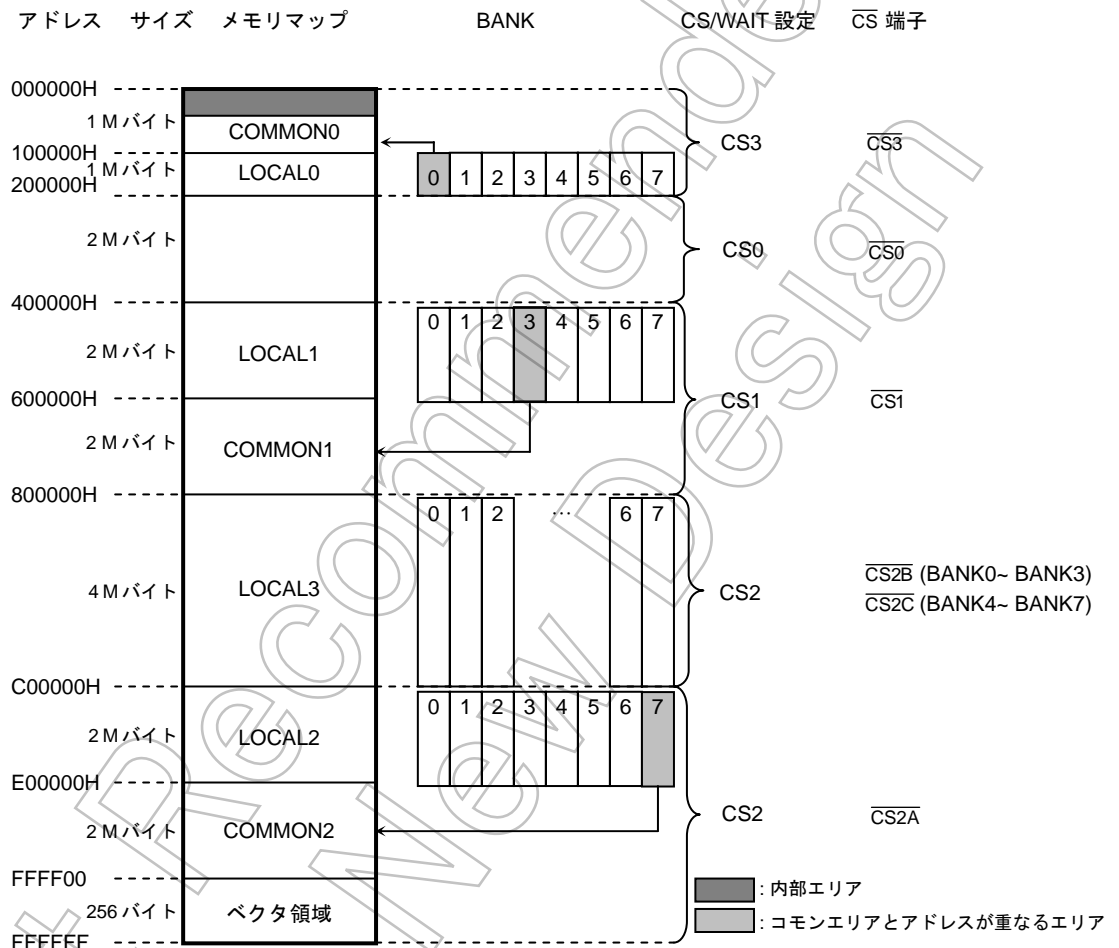 アドレス サイズ メモリマップ BANK CS/WAIT 設定 CS 端子
000000H
1 M バイト COMMON0 CS3 CS3
100000H
1 M バイト LOCAL0 0 1 2 3 4 5 6 7
200000H
2 M バイト CS0 CS0
400000H
0 1 2 3 4 5 6 7
2 M バイト LOCAL1
600000H CS1 CS1
2 M バイト COMMON1
800000H
0 1 2 … 6 7
CS2B (BANK0~ BANK3)
4 M バイト LOCAL3 CS2
CS2C (BANK4~ BANK7)
C00000H
0 1 2 3 4 5 6 7
2 M バイト LOCAL2
E00000H
CS2 CS2A
2 M バイト COMMON2
FFFF00
: 内部エリア
256 バイト ベクタ領域
: コモンエリアとアドレスが重なるエリア
FFFFFF
Recommended
New Design